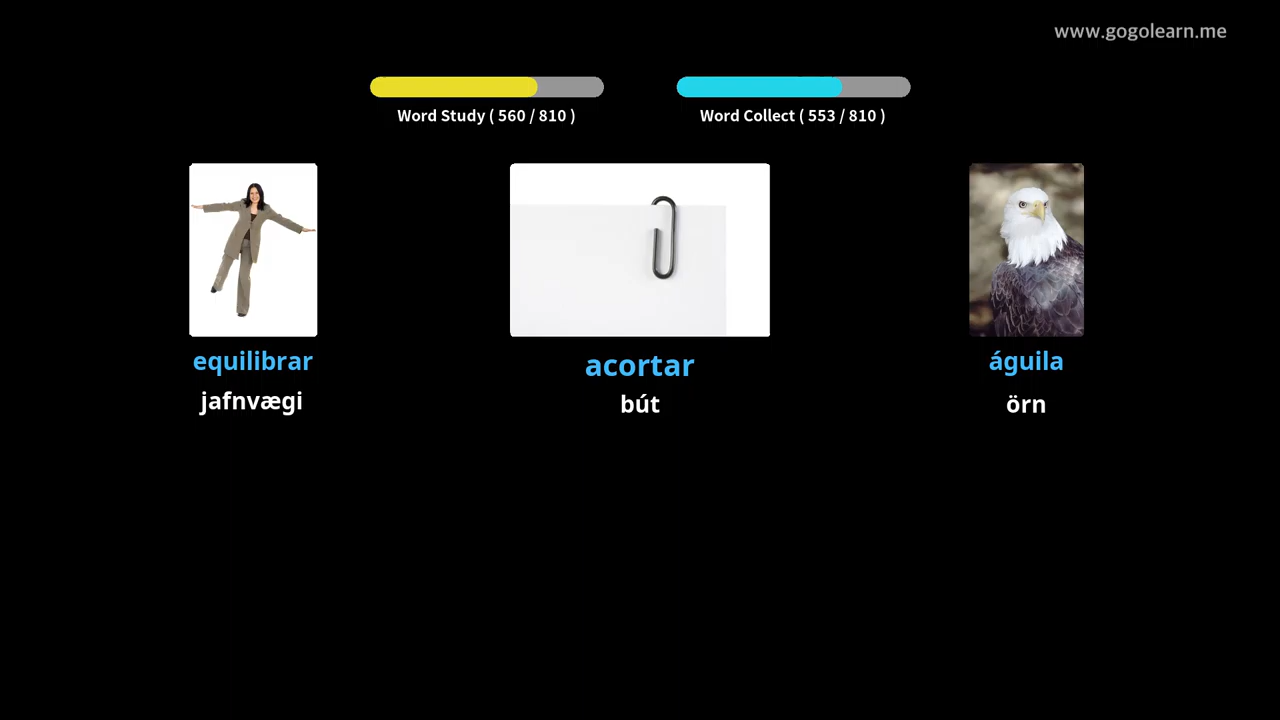 www.gogolearn.me
Word Study ( 560 / 810 )
Word Collect ( 553 / 810 )
equilibrar
jafnvægi
acortar
bút
águila
örn